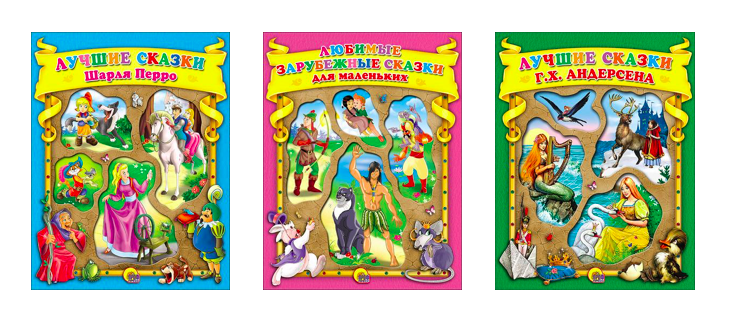 ЛУЧШИЕ СКАЗКИ
Шарля Перро
ЛЮБИМЫЕ
ЗАРУБЕЖНЫЕ СКАЗКИ
для маленьких
ЛУЧШИЕ СКАЗКИ
Г.Х. АНДЕРСЕНА